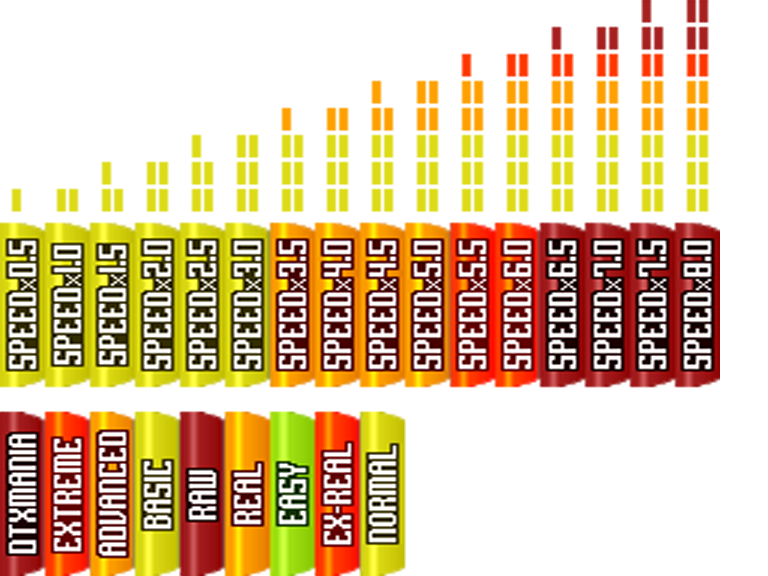 SPEED×0.5
SPEED×1.0
SPEED×1.5
SPEED×2.0
SPEED×2.5
SPEED×3.0
SPEED×3.5
SPEED×4.0
SPEED×4.5
SPEED×5.0
SPEED×5.5
SPEED×6.0
SPEED×6.5
SPEED×7.0
SPEED×7.5
SPEED×8.0
DTXMANIA
EXTREME
ADVANCED
BASIC
RAW
REAL
EASY
EX-REAL
NORMAL